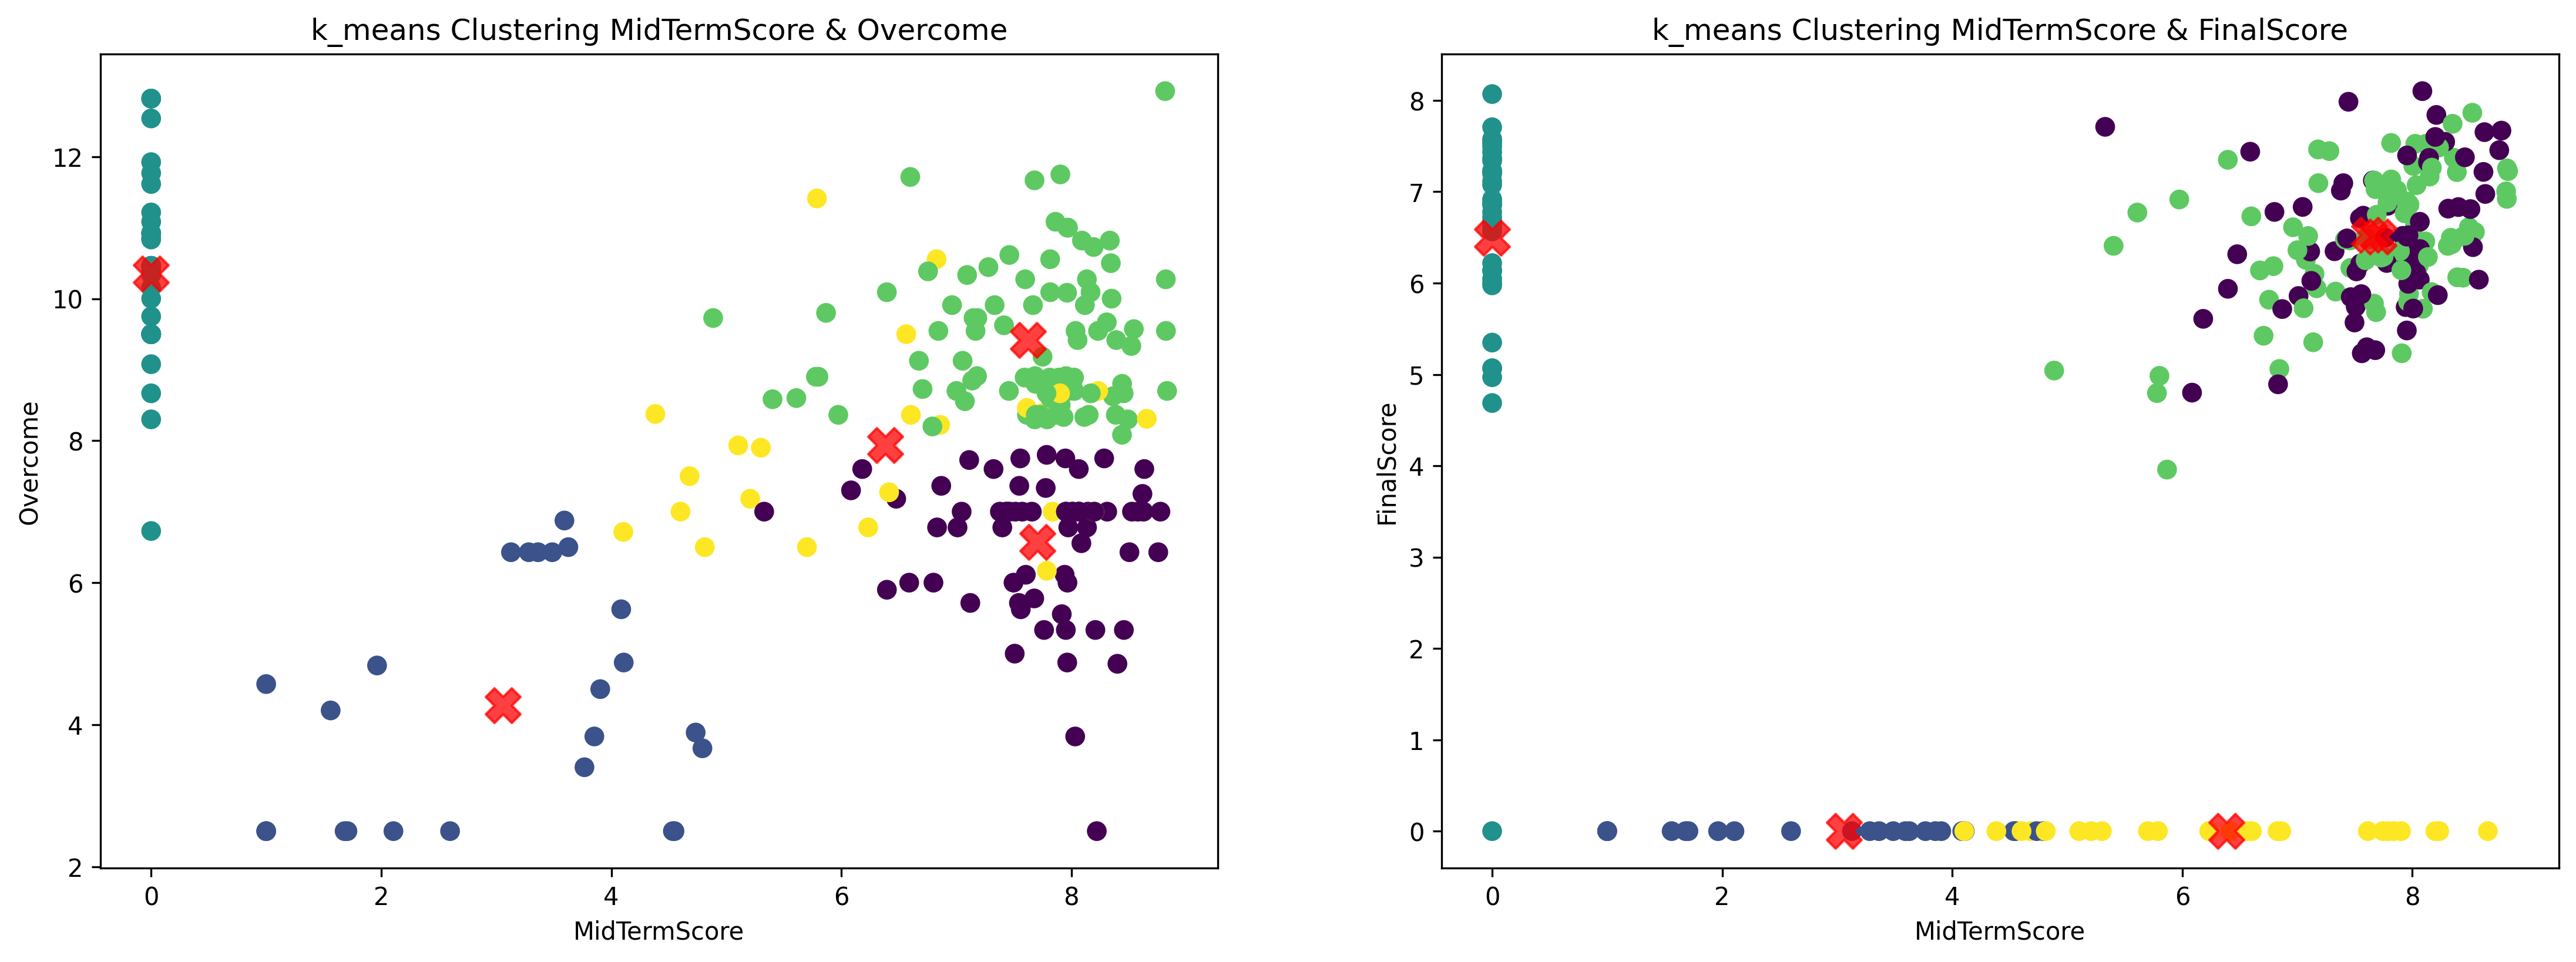 k_means Clustering MidTermScore & Overcome
12
10
8
6
4
2
Overcome
0 2 4 6 8
MidTermScore
k_means Clustering MidTermScore & FinalScore
8
7
6
5
4
3
2
1
0
FinalScore
0 2 4 6 8
MidTermScore